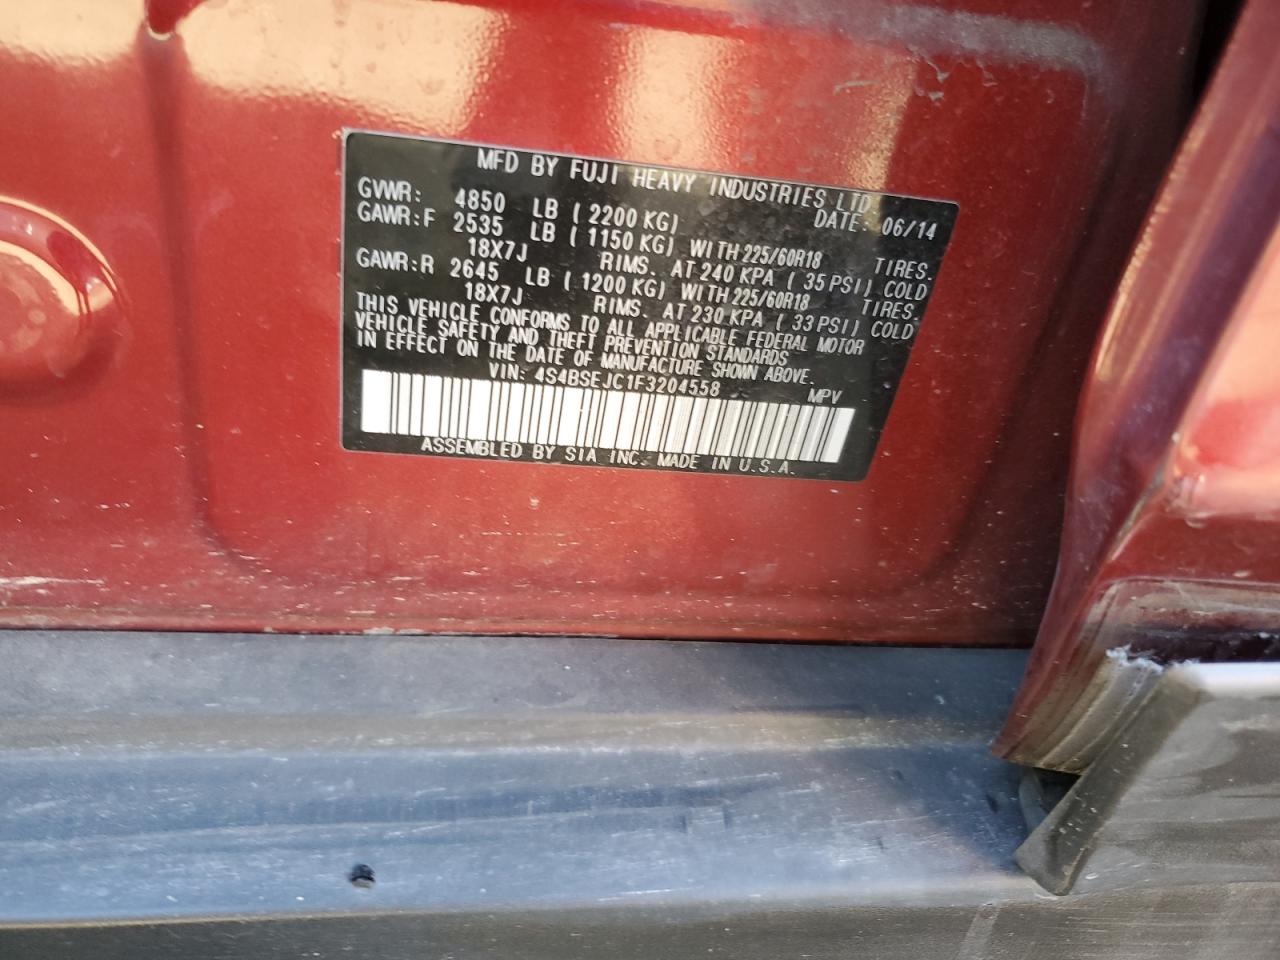 MFD BY FUJI HEAVY INDUSTRIES LTD
DATE: 06/14
GVWR: 4850 LB (2200 KG)
GAWR:F 2535 LB (1150 KG) WITH 225/60R18 TIRES.
18X7J RIMS. AT 240 KPA (35 PSI) COLD
GAWR:R 2645 LB (1200 KG) WITH 225/60R18 TIRES.
18X7J RIMS. AT 230 KPA (33 PSI) COLD
THIS VEHICLE CONFORMS TO ALL APPLICABLE FEDERAL MOTOR
VEHICLE SAFETY AND THEFT PREVENTION STANDARDS
IN EFFECT ON THE DATE OF MANUFACTURE SHOWN ABOVE.
VIN: 4S4BSEJC1F3204558 MPV
ASSEMBLED BY SIA INC. MADE IN U.S.A.